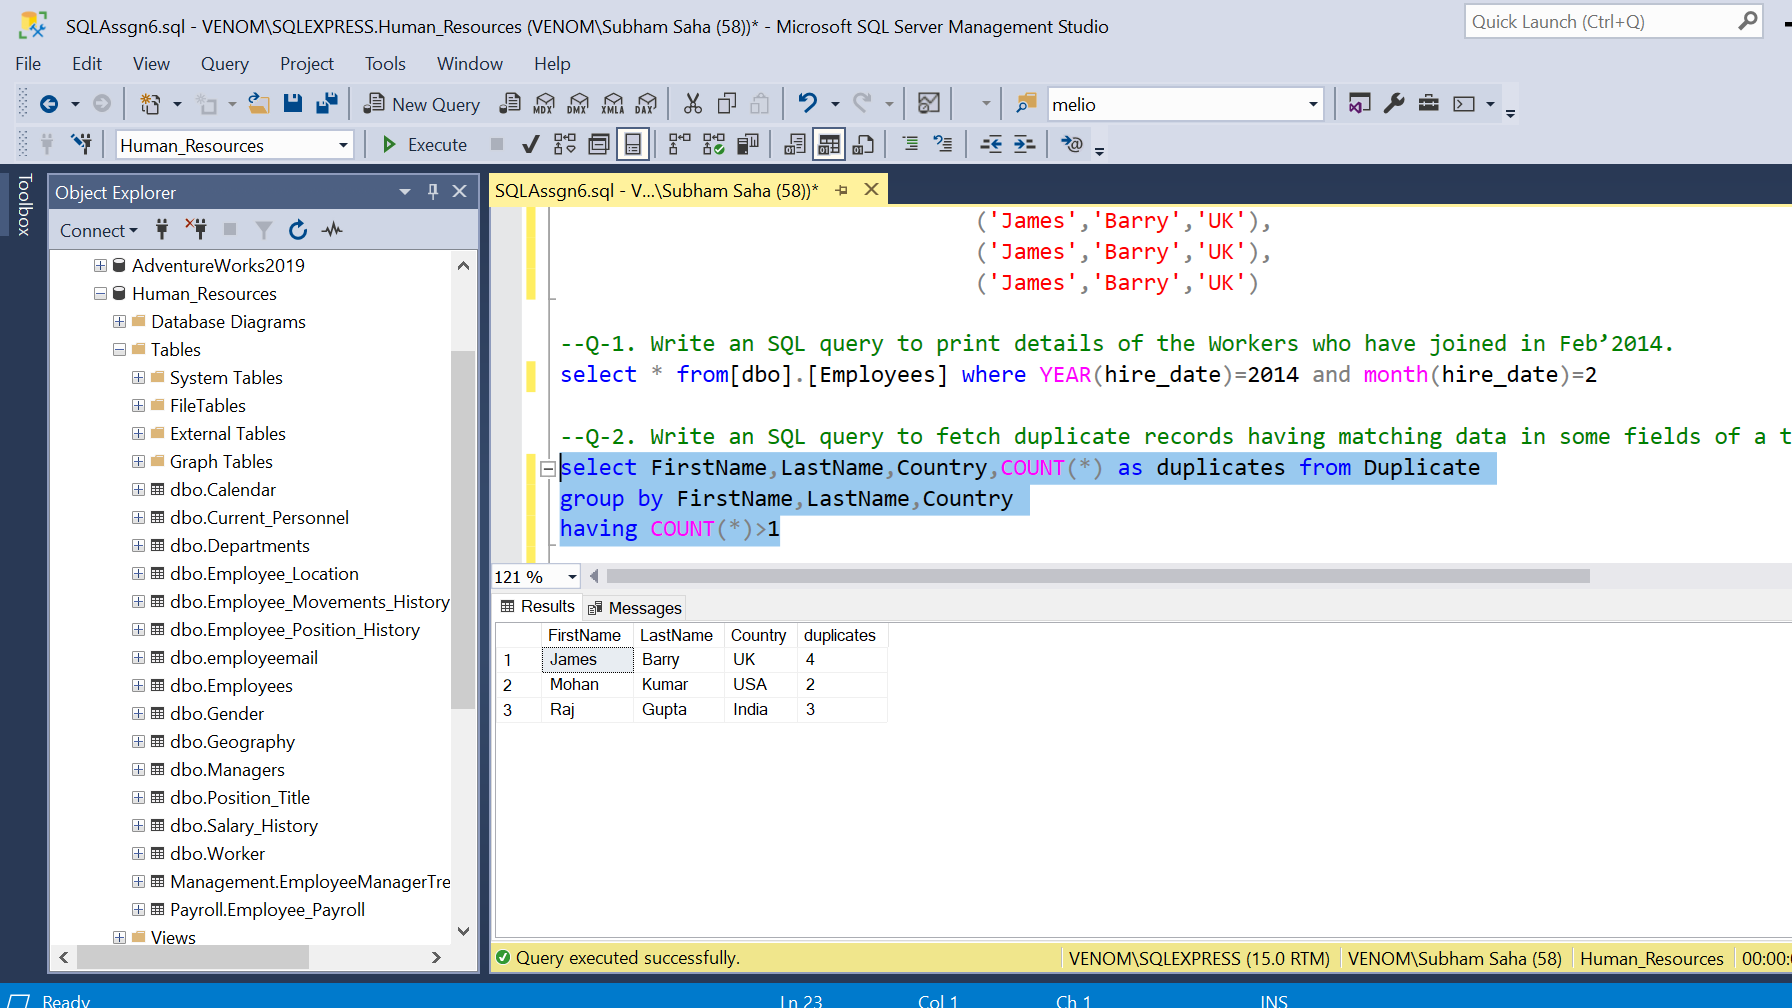 SQLAssgn6.sql - VENOM\SQLEXPRESS.Human_Resources (VENOM\Subham Saha (58))* - Microsoft SQL Server Management Studio
Quick Launch (Ctrl+Q)
File Edit View Query Project Tools Window Help
New Query MDX DMX XMLA DAX melio
Human_Resources Execute
Toolbox
Object Explorer
Connect
AdventureWorks2019
Human_Resources
Database Diagrams
Tables
System Tables
FileTables
External Tables
Graph Tables
dbo.Calendar
dbo.Current_Personnel
dbo.Departments
dbo.Employee_Location
dbo.Employee_Movements_History
dbo.Employee_Position_History
dbo.employeemail
dbo.Employees
dbo.Gender
dbo.Geography
dbo.Managers
dbo.Position_Title
dbo.Salary_History
dbo.Worker
Management.EmployeeManagerTre
Payroll.Employee_Payroll
Views
SQLAssgn6.sql - V...\Subham Saha (58))*
('James','Barry','UK'),
('James','Barry','UK'),
('James','Barry','UK')
--Q-1. Write an SQL query to print details of the Workers who have joined in Feb’2014.
select * from[dbo].[Employees] where YEAR(hire_date)=2014 and month(hire_date)=2
--Q-2. Write an SQL query to fetch duplicate records having matching data in some fields of a t
select FirstName,LastName,Country,COUNT(*) as duplicates from Duplicate
group by FirstName,LastName,Country
having COUNT(*)>1
121 %
Results Messages
FirstName LastName Country duplicates
1 James Barry UK 4
2 Mohan Kumar USA 2
3 Raj Gupta India 3
Query executed successfully. VENOM\SQLEXPRESS (15.0 RTM) VENOM\Subham Saha (58) Human_Resources 00:00:
Ready Ln 23 Col 1 Ch 1 INS